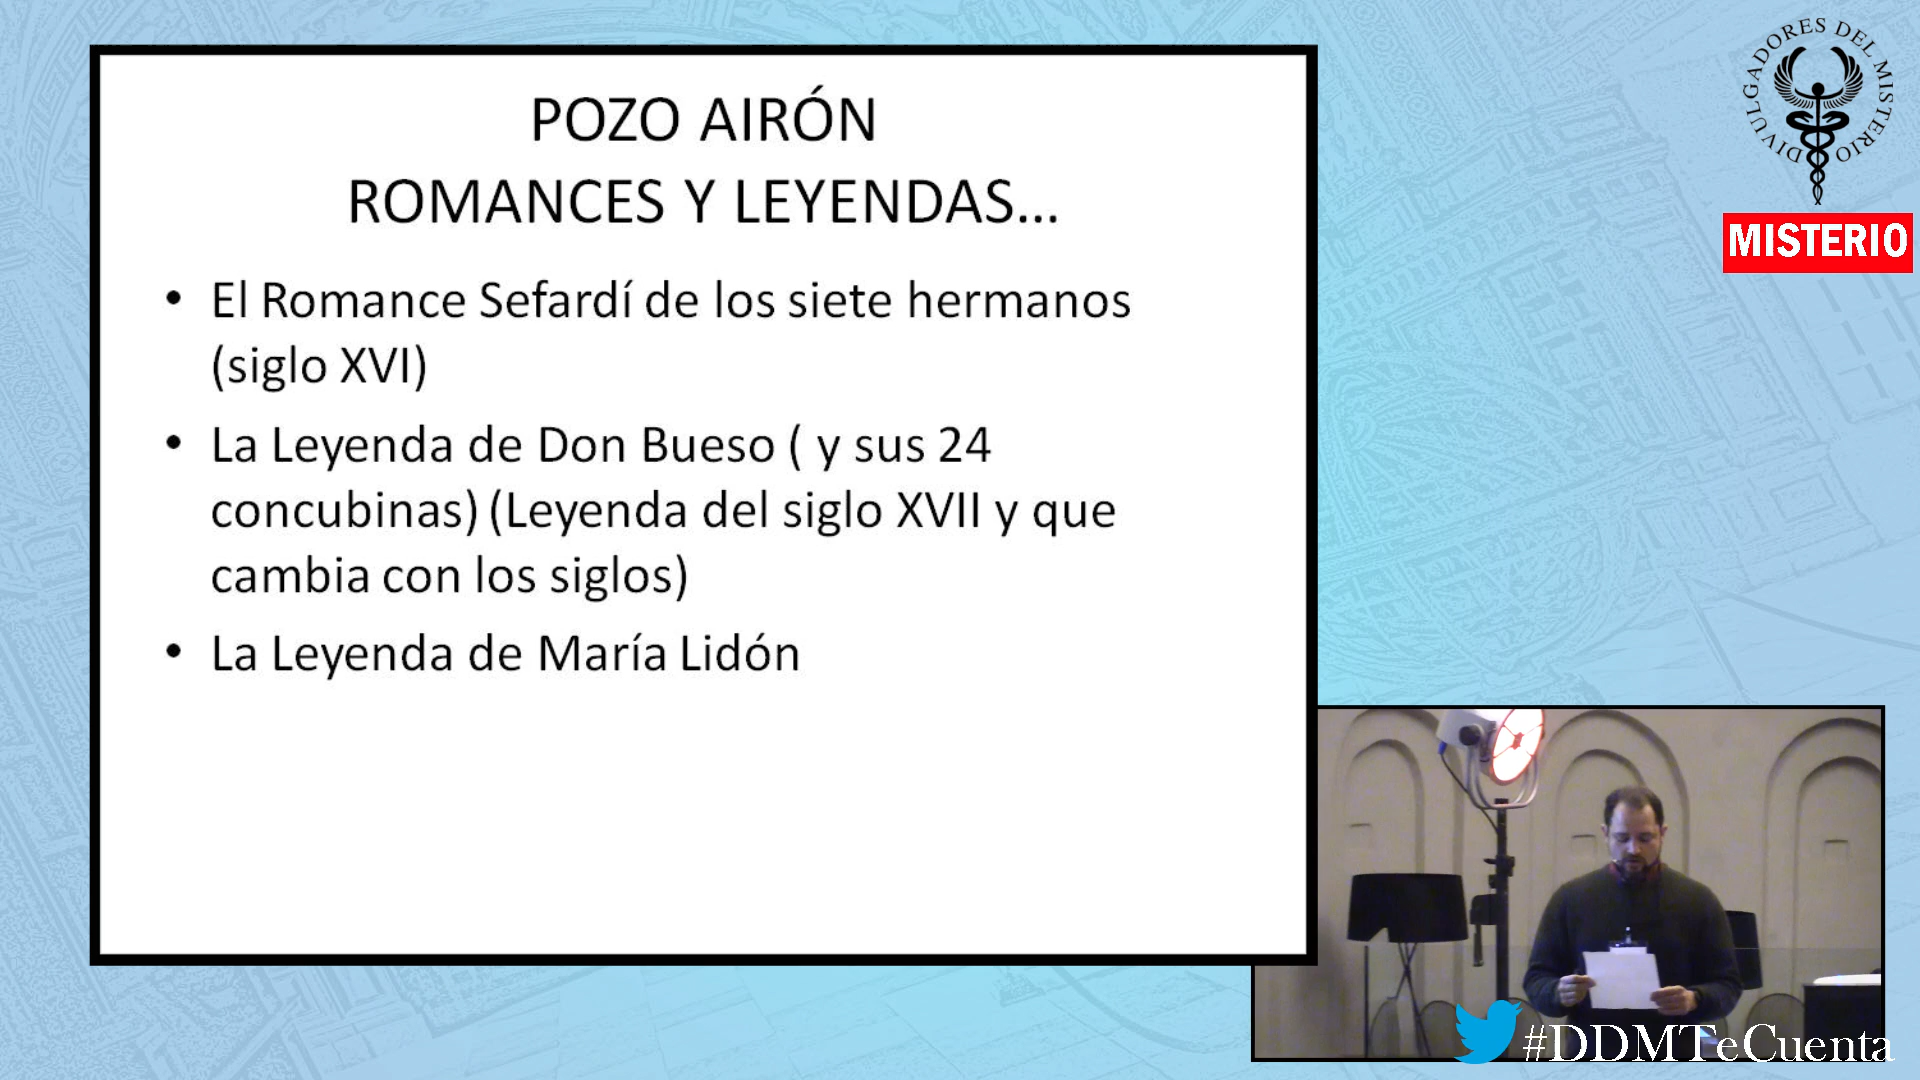 POZO AIRÓN
ROMANCES Y LEYENDAS...
• El Romance Sefardí de los siete hermanos
(siglo XVI)
• La Leyenda de Don Bueso ( y sus 24
concubinas) (Leyenda del siglo XVII y que
cambia con los siglos)
• La Leyenda de María Lidón
DIVULGADORES DEL MISTERIO
MISTERIO
#DDMTeCuenta